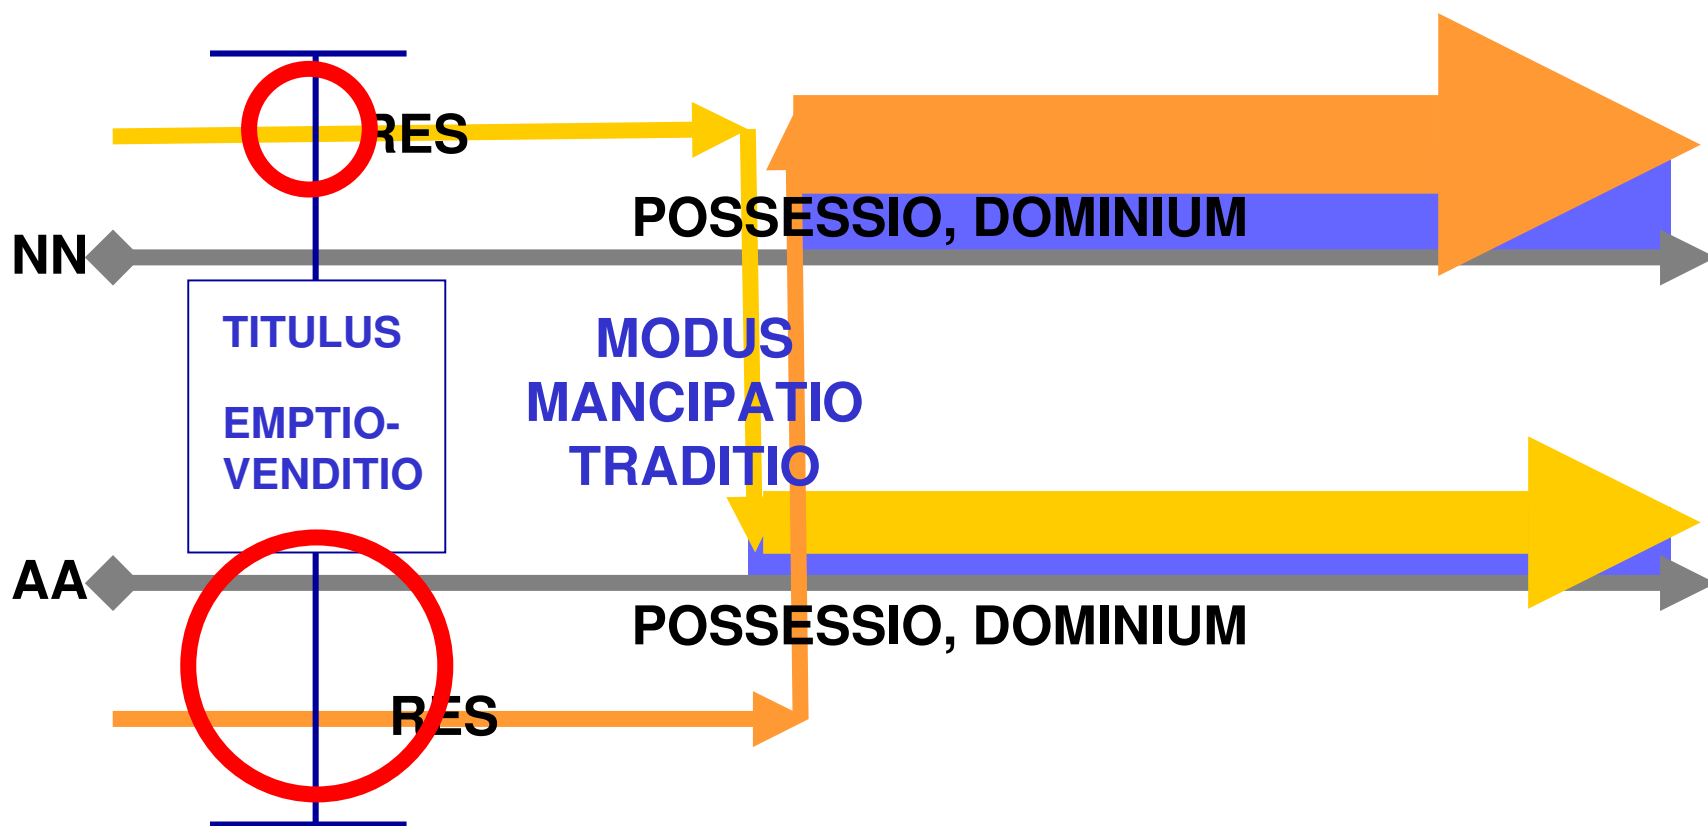 RES
POSSESSIO, DOMINIUM
NN
TITULUS
EMPTIO-
VENDITIO
MODUS
MANCIPATIO
TRADITIO
AA
POSSESSIO, DOMINIUM
RES